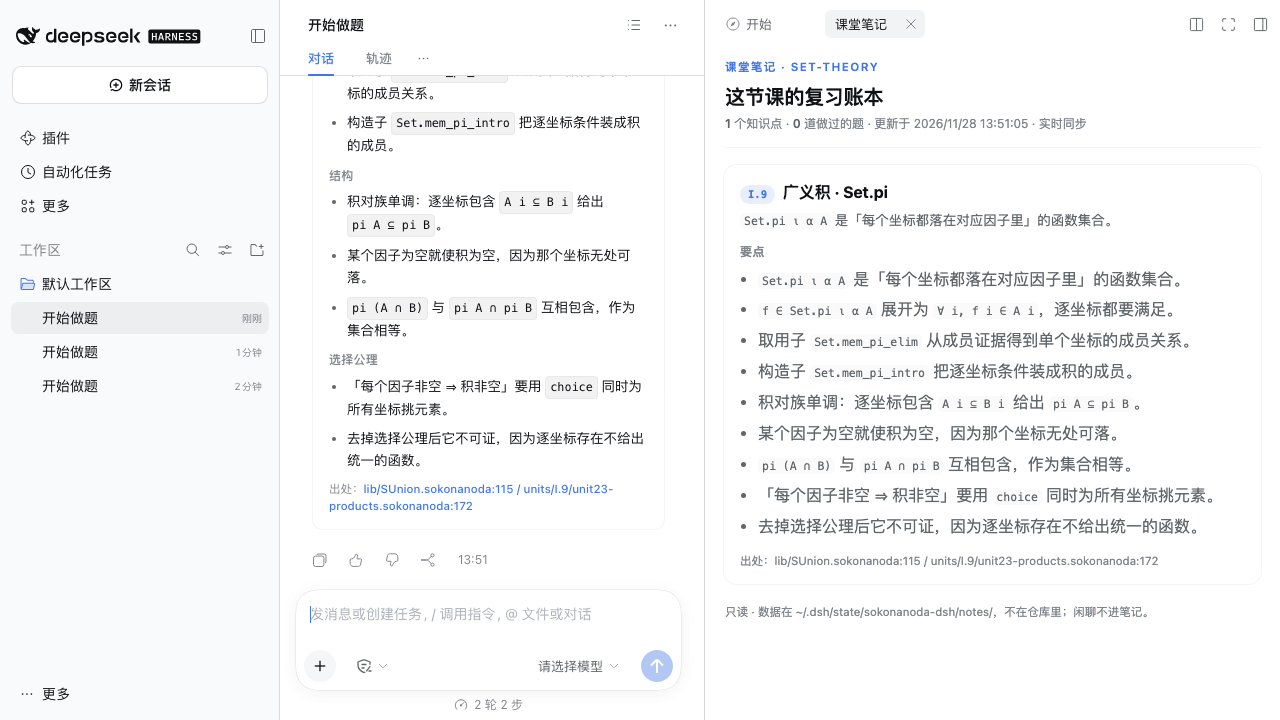 deepseek HARNESS
新会话
插件
自动化任务
更多
工作区
默认工作区
开始做题 刚刚
开始做题 1 分钟
开始做题 2 分钟
更多
开始做题
对话 轨迹
标的成员关系。
构造子 Set.mem_pi_intro 把逐坐标条件装成积
的成员。
结构
积对族单调：逐坐标包含 A i ⊆ B i 给出
pi A ⊆ pi B 。
某个因子为空就使积为空，因为那个坐标无处可
落。
pi (A ∩ B) 与 pi A ∩ pi B 互相包含，作为
集合相等。
选择公理
「每个因子非空 ⇒ 积非空」要用 choice 同时为
所有坐标挑元素。
去掉选择公理后它不可证，因为逐坐标存在不给出
统一的函数。
出处：lib/SUnion.sokonanoda:115 / units/I.9/unit23-
products.sokonanoda:172
13:51
发消息或创建任务, / 调用指令, @ 文件或对话
请选择模型
2 轮 2 步
开始 课堂笔记
课堂笔记 · SET-THEORY
这节课的复习账本
1 个知识点 · 0 道做过的题 · 更新于 2026/11/28 13:51:05 · 实时同步
I.9 广义积 · Set.pi
Set.pi ι α A 是「每个坐标都落在对应因子里」的函数集合。
要点
Set.pi ι α A 是「每个坐标都落在对应因子里」的函数集合。
f ∈ Set.pi ι α A 展开为 ∀ i, f i ∈ A i ，逐坐标都要满足。
取用子 Set.mem_pi_elim 从成员证据得到单个坐标的成员关系。
构造子 Set.mem_pi_intro 把逐坐标条件装成积的成员。
积对族单调：逐坐标包含 A i ⊆ B i 给出 pi A ⊆ pi B 。
某个因子为空就使积为空，因为那个坐标无处可落。
pi (A ∩ B) 与 pi A ∩ pi B 互相包含，作为集合相等。
「每个因子非空 ⇒ 积非空」要用 choice 同时为所有坐标挑元素。
去掉选择公理后它不可证，因为逐坐标存在不给出统一的函数。
出处：lib/SUnion.sokonanoda:115 / units/I.9/unit23-products.sokonanoda:172
只读 · 数据在 ~/.dsh/state/sokonanoda-dsh/notes/，不在仓库里；闲聊不进笔记。